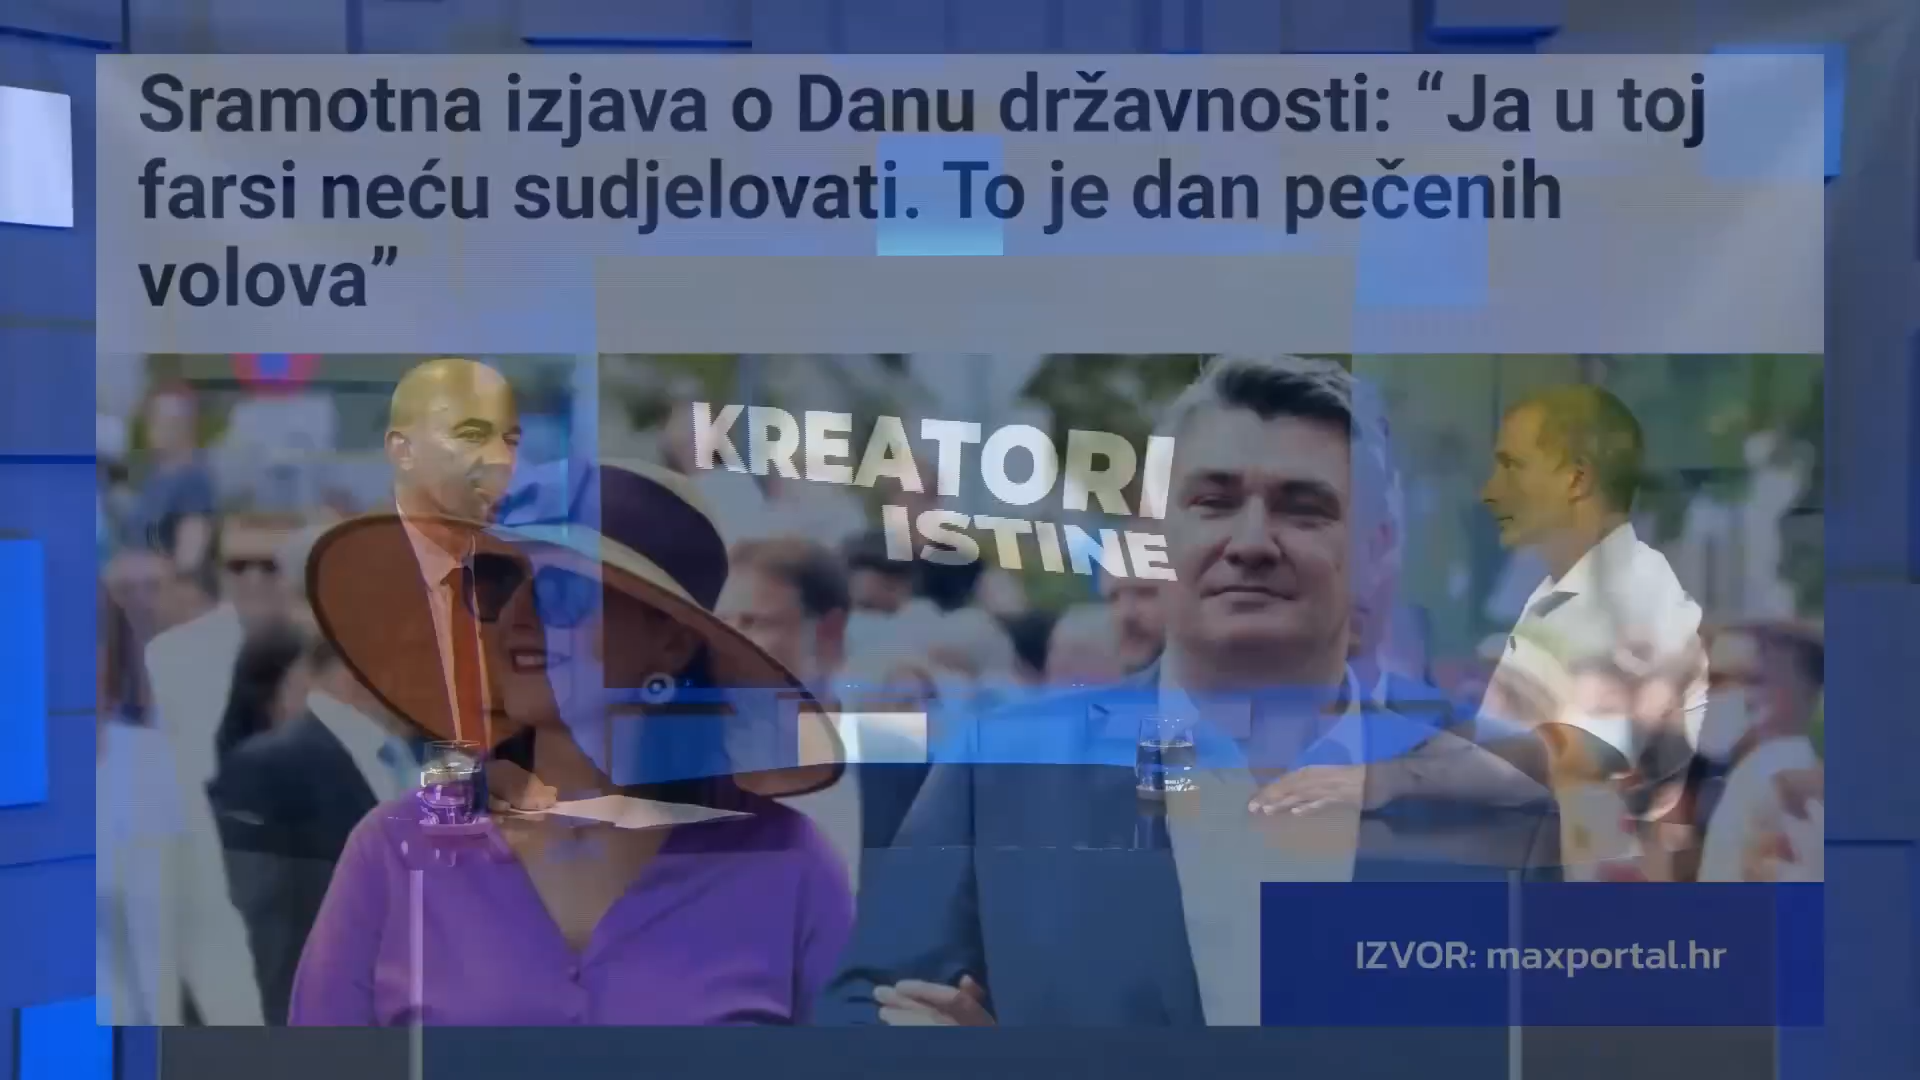 Sramotna izjava o Danu državnosti: “Ja u toj
farsi neću sudjelovati. To je dan pečenih
volova”
KREATORI
ISTINE
IZVOR: maxportal.hr